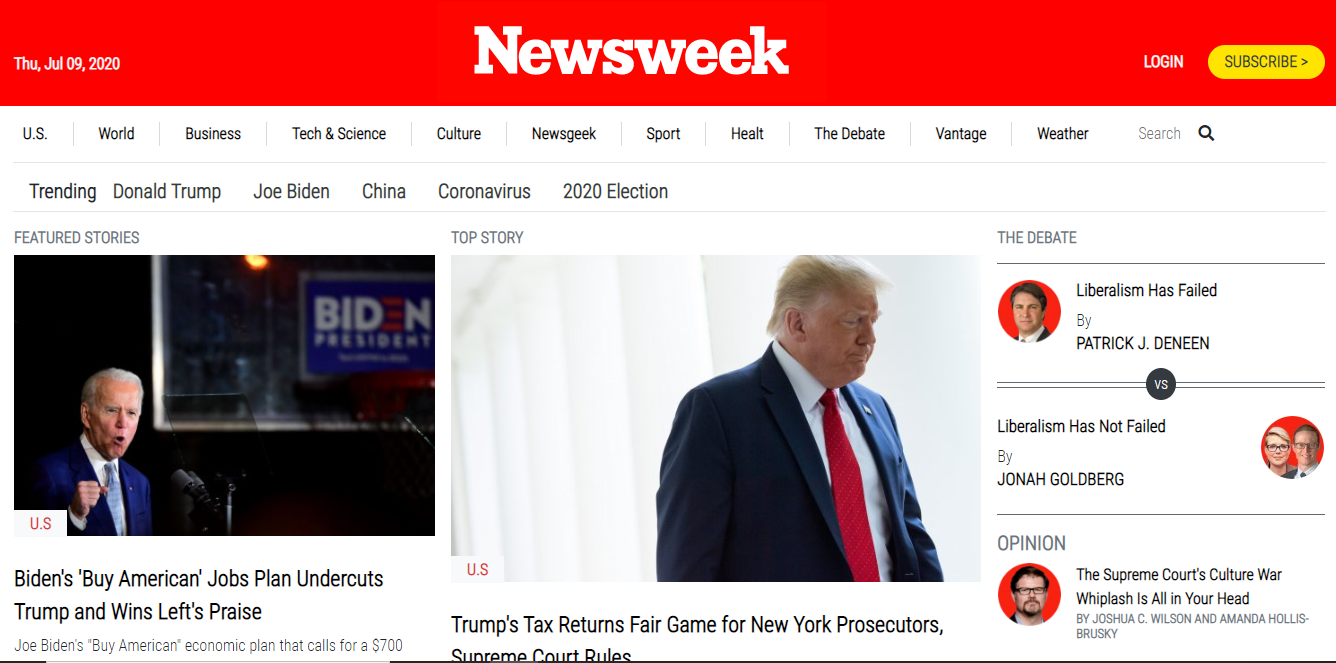 Thu, Jul 09, 2020
Newsweek
LOGIN
SUBSCRIBE >
U.S.
World
Business
Tech & Science
Culture
Newsgeek
Sport
Healt
The Debate
Vantage
Weather
Search
Trending
Donald Trump
Joe Biden
China
Coronavirus
2020 Election
FEATURED STORIES
BIDEN
PRESIDENT
U.S
Biden's 'Buy American' Jobs Plan Undercuts
Trump and Wins Left's Praise
Joe Biden's "Buy American" economic plan that calls for a $700
TOP STORY
U.S
Trump's Tax Returns Fair Game for New York Prosecutors,
Supreme Court Rules
THE DEBATE
Liberalism Has Failed
By
PATRICK J. DENEEN
VS
Liberalism Has Not Failed
By
JONAH GOLDBERG
OPINION
The Supreme Court's Culture War
Whiplash Is All in Your Head
BY JOSHUA C. WILSON AND AMANDA HOLLIS-
BRUSKY